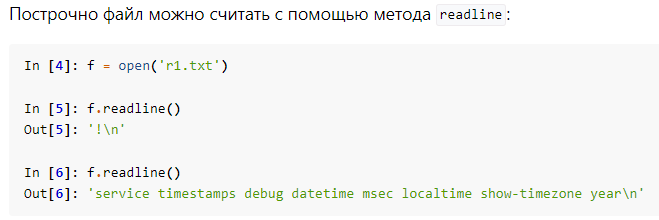 Построчно файл можно считать с помощью метода readline:
In [4]: f = open('r1.txt')
In [5]: f.readline()
Out[5]: '!\n'
In [6]: f.readline()
Out[6]: 'service timestamps debug datetime msec localtime show-timezone year\n'